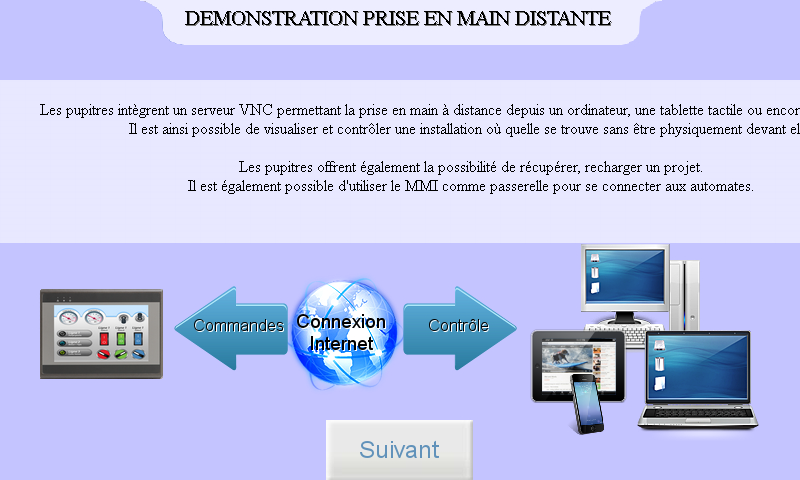 DEMONSTRATION PRISE EN MAIN DISTANTE
Les pupitres intègrent un serveur VNC permettant la prise en main à distance depuis un ordinateur, une tablette tactile ou encor
Il est ainsi possible de visualiser et contrôler une installation où quelle se trouve sans être physiquement devant el
Les pupitres offrent également la possibilité de récupérer, recharger un projet.
Il est également possible d'utiliser le MMI comme passerelle pour se connecter aux automates.
Commandes
Connexion
Internet
Contrôle
Suivant